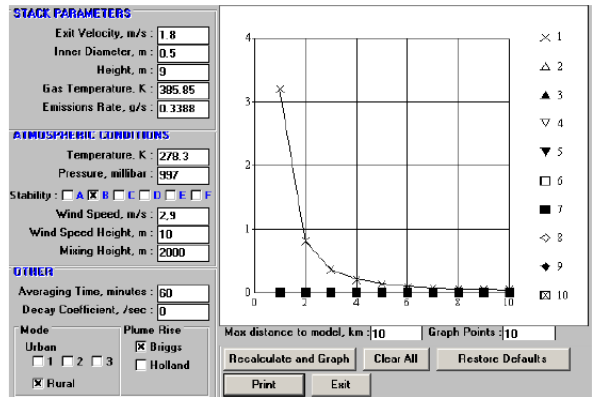 STACK PARAMETERS
Exit Velocity, m/s : 1.8
Inner Diameter, m : 0.5
Height, m : 9
Gas Temperature, K : 385.85
Emissions Rate, g/s : 0.3388
ATMOSPHERIC CONDITIONS
Temperature, K : 278.3
Pressure, millibar : 997
Stability : A B C D E F
Wind Speed, m/s : 2,9
Wind Speed Height, m : 10
Mixing Height, m : 2000
OTHER
Averaging Time, minutes : 60
Decay Coefficient, /sec : 0
Mode
Urban
1 2 3
Rural
Plume Rise
Briggs
Holland
4
3
2
1
0
0 2 4 6 8 10
1
2
3
4
5
6
7
8
9
10
Max distance to model, km : 10 Graph Points : 10
Recalculate and Graph Clear All Restore Defaults
Print Exit